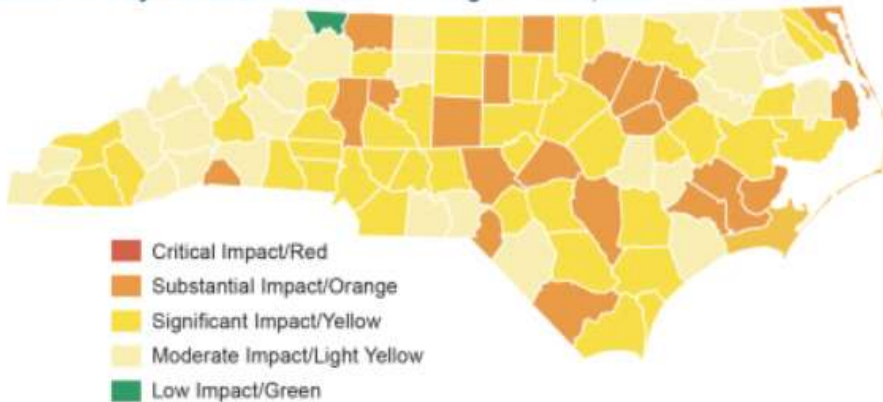 Critical Impact/Red
Substantial Impact/Orange
Significant Impact/Yellow
Moderate Impact/Light Yellow
Low Impact/Green